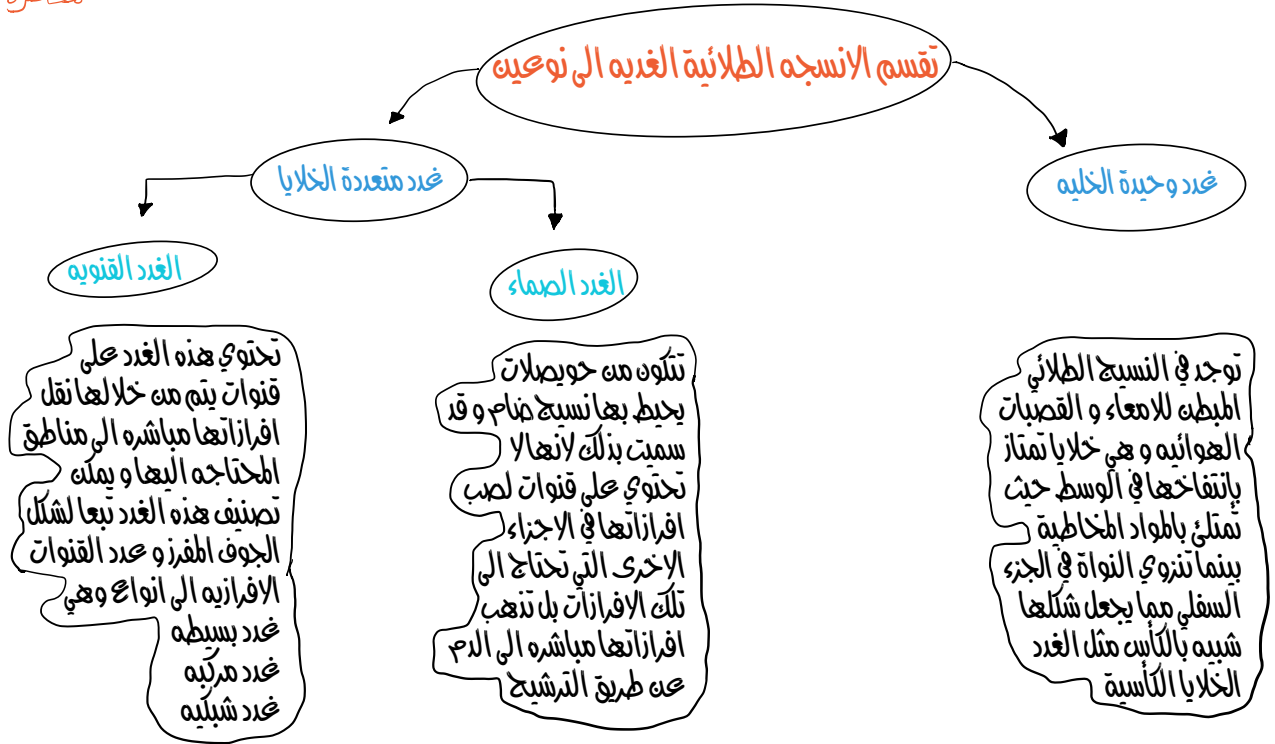 تقسم الانسجه الطلائية الغديه الى نوعين
غدد وحيدة الخليه
غدد متعددة الخلايا
الغدد الصماء
الغدد القنويه
توجد في النسيج الطلائي
المبطن للامعاء و القصبات
الهوائيه و هي خلايا تمتاز
بإنتفاخها في الوسط حيث
تمتلئ بالمواد المخاطية
بينما تنزوي النواة في الجزء
السفلي مما يجعل شكلها
شبيه بالكأس مثل الغدد
الخلايا الكأسية
تتكون من حويصلات
يحيط بها نسيج ضام و قد
سميت بذلك لانها لا
تحتوي على قنوات لصب
افرازاتها في الاجزاء
الاخرى التي تحتاج الى
تلك الافرازات بل تذهب
افرازاتها مباشره الى الدم
عن طريق الترشيح
تحتوي هذه الغدد على
قنوات يتم من خلالها نقل
افرازاتها مباشره الى مناطق
المحتاجه اليها و يمكن
تصنيف هذه الغدد تبعا لشكل
الجوف المفرز و عدد القنوات
الافرازيه الى انواع وهي
غدد بسيطه
غدد مركبه
غدد شبكيه